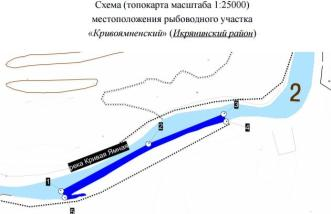 Схема (топокарта масштаба 1:25000)
местоположения рыбоводного участка
«Кривоямненский» (Икрянинский район)
2
3
2
4
река Кривая Ямная
1
5